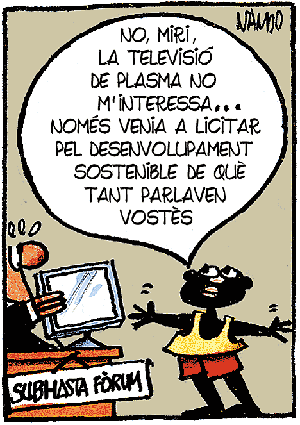 NANDO
NO, MIRI,
LA TELEVISIÓ
DE PLASMA NO
M'INTERESSA...
NOMÉS VENIA A LICITAR
PEL DESENVOLUPAMENT
SOSTENIBLE DE QUÈ
TANT PARLAVEN
VOSTÈS
SUBHASTA FÒRUM